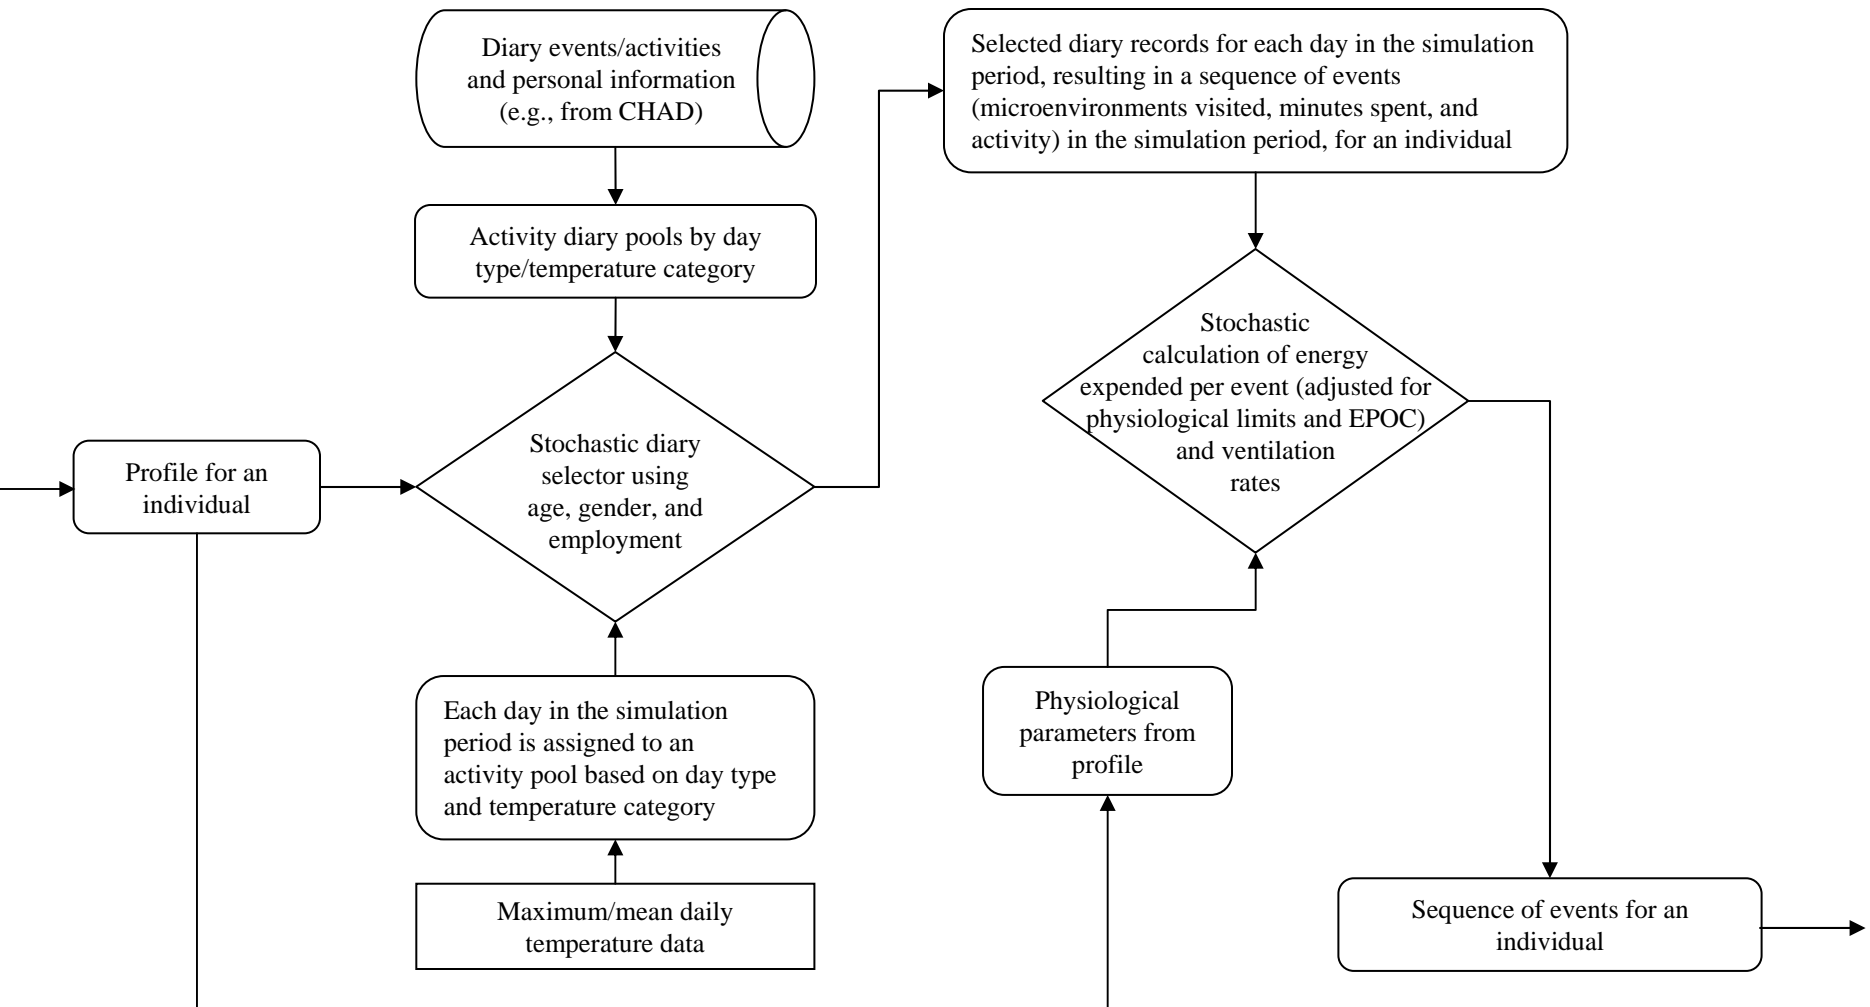 Diary events/activities
and personal information
(e.g., from CHAD)
Selected diary records for each day in the simulation
period, resulting in a sequence of events
(microenvironments visited, minutes spent, and
activity) in the simulation period, for an individual
Activity diary pools by day
type/temperature category
Stochastic
calculation of energy
expended per event (adjusted for
physiological limits and EPOC)
and ventilation
rates
Profile for an
individual
Stochastic diary
selector using
age, gender, and
employment
Each day in the simulation
period is assigned to an
activity pool based on day type
and temperature category
Physiological
parameters from
profile
Maximum/mean daily
temperature data
Sequence of events for an
individual